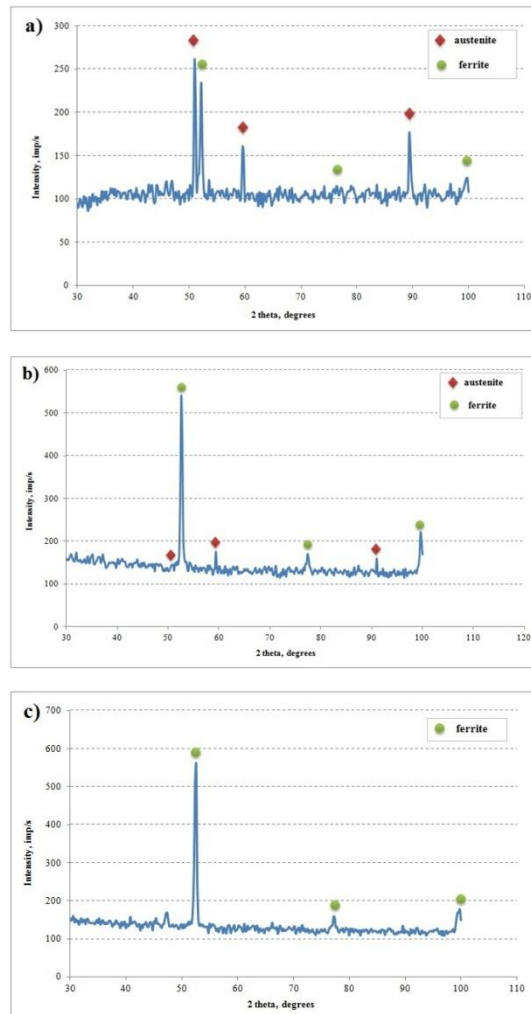 a)
austenite
ferrite
300
250
200
150
100
50
0
Intensity, imp/s
30 40 50 60 70 80 90 100 110
2 theta, degrees
b)
austenite
ferrite
600
500
400
300
200
100
0
Intensity, imp/s
30 40 50 60 70 80 90 100 110 120
2 theta, degrees
c)
ferrite
700
600
500
400
300
200
100
0
Intensity, imp/s
30 40 50 60 70 80 90 100 110
2 theta, degrees